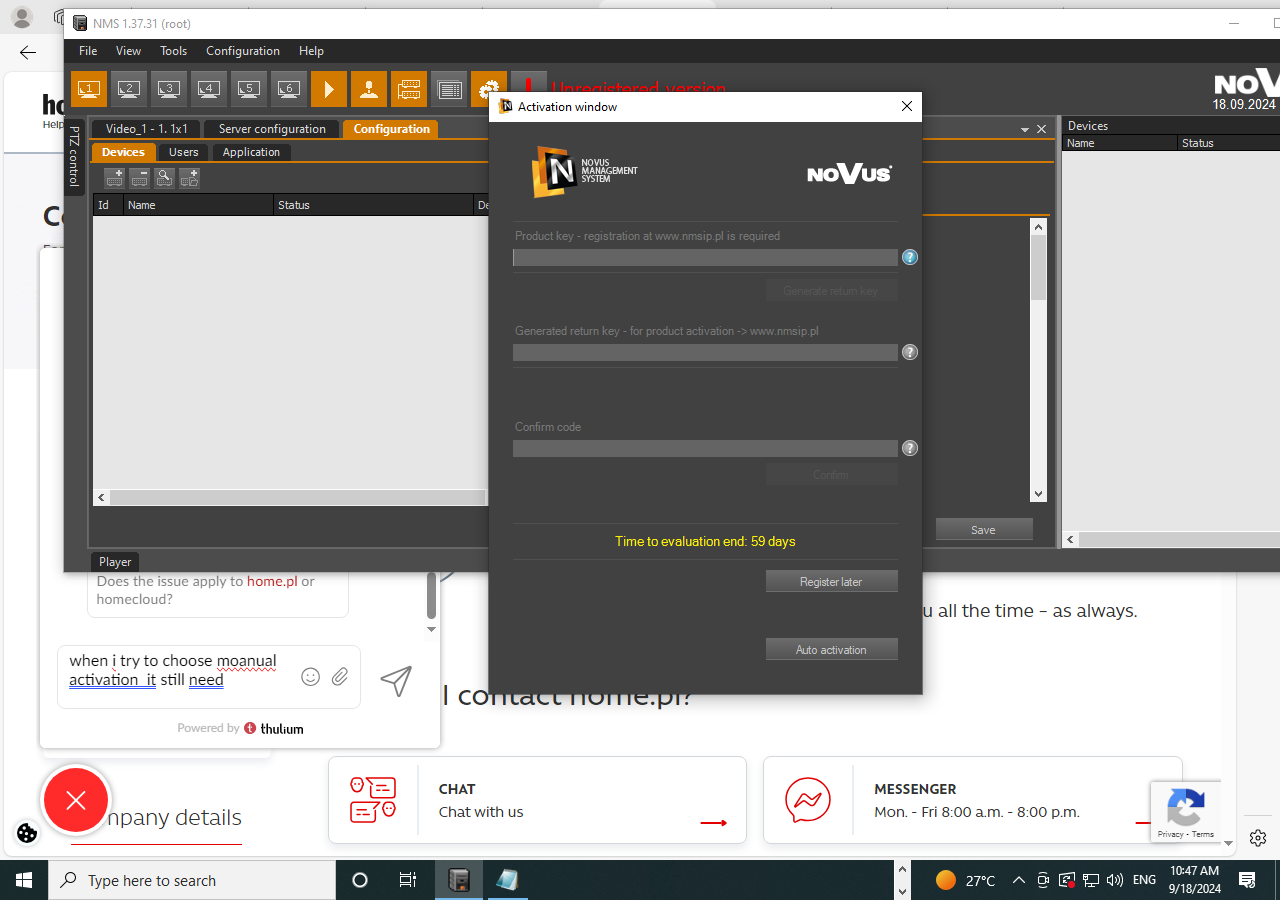 NMS 1.37.31 (root)
File View Tools Configuration Help
1 2 3 4 5 6
Unregistered version
NOV
18.09.2024
PTZ control
Video_1 - 1. 1x1 Server configuration Configuration
Devices Users Application
Id Name Status De
Devices
Name Status
Activation window
N NOVUS
MANAGEMENT
SYSTEM
NOVUS
Product key - registration at www.nmsip.pl is required
Generate return key
Generated return key - for product activation -> www.nmsip.pl
Confirm code
Confirm
Time to evaluation end: 59 days
Register later
Auto activation
Save
Player
ho
Help
Does the issue apply to home.pl or
homecloud?
when i try to choose moanual
activation it still need
Powered by thulium
u all the time – as always.
l contact home.pl?
CHAT
Chat with us
MESSENGER
Mon. - Fri 8:00 a.m. - 8:00 p.m.
mpany details
Privacy - Terms
Type here to search
27°C
ENG
10:47 AM
9/18/2024